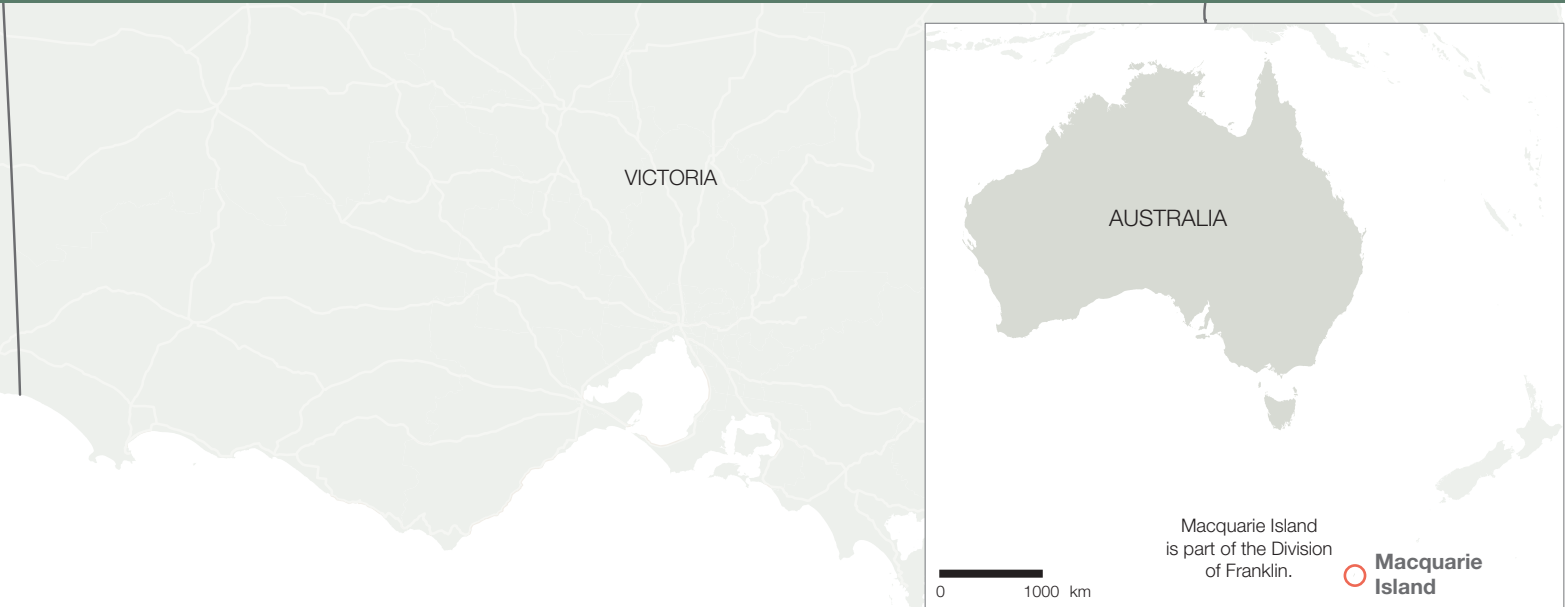 VICTORIA
AUSTRALIA
Macquarie Island
is part of the Division
of Franklin.
Macquarie
Island
0 1000 km